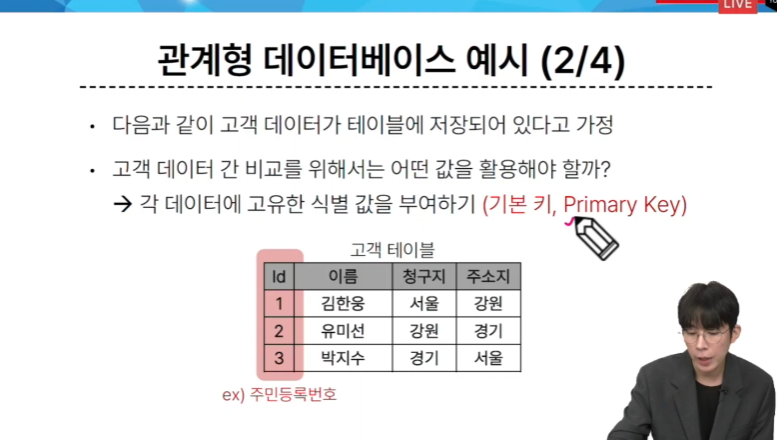 LIVE
관계형 데이터베이스 예시 (2/4)
• 다음과 같이 고객 데이터가 테이블에 저장되어 있다고 가정
• 고객 데이터 간 비교를 위해서는 어떤 값을 활용해야 할까?
→ 각 데이터에 고유한 식별 값을 부여하기 (기본 키, Primary Key)
고객 테이블
Id 이름 청구지 주소지
1 김한웅 서울 강원
2 유미선 강원 경기
3 박지수 경기 서울
ex) 주민등록번호